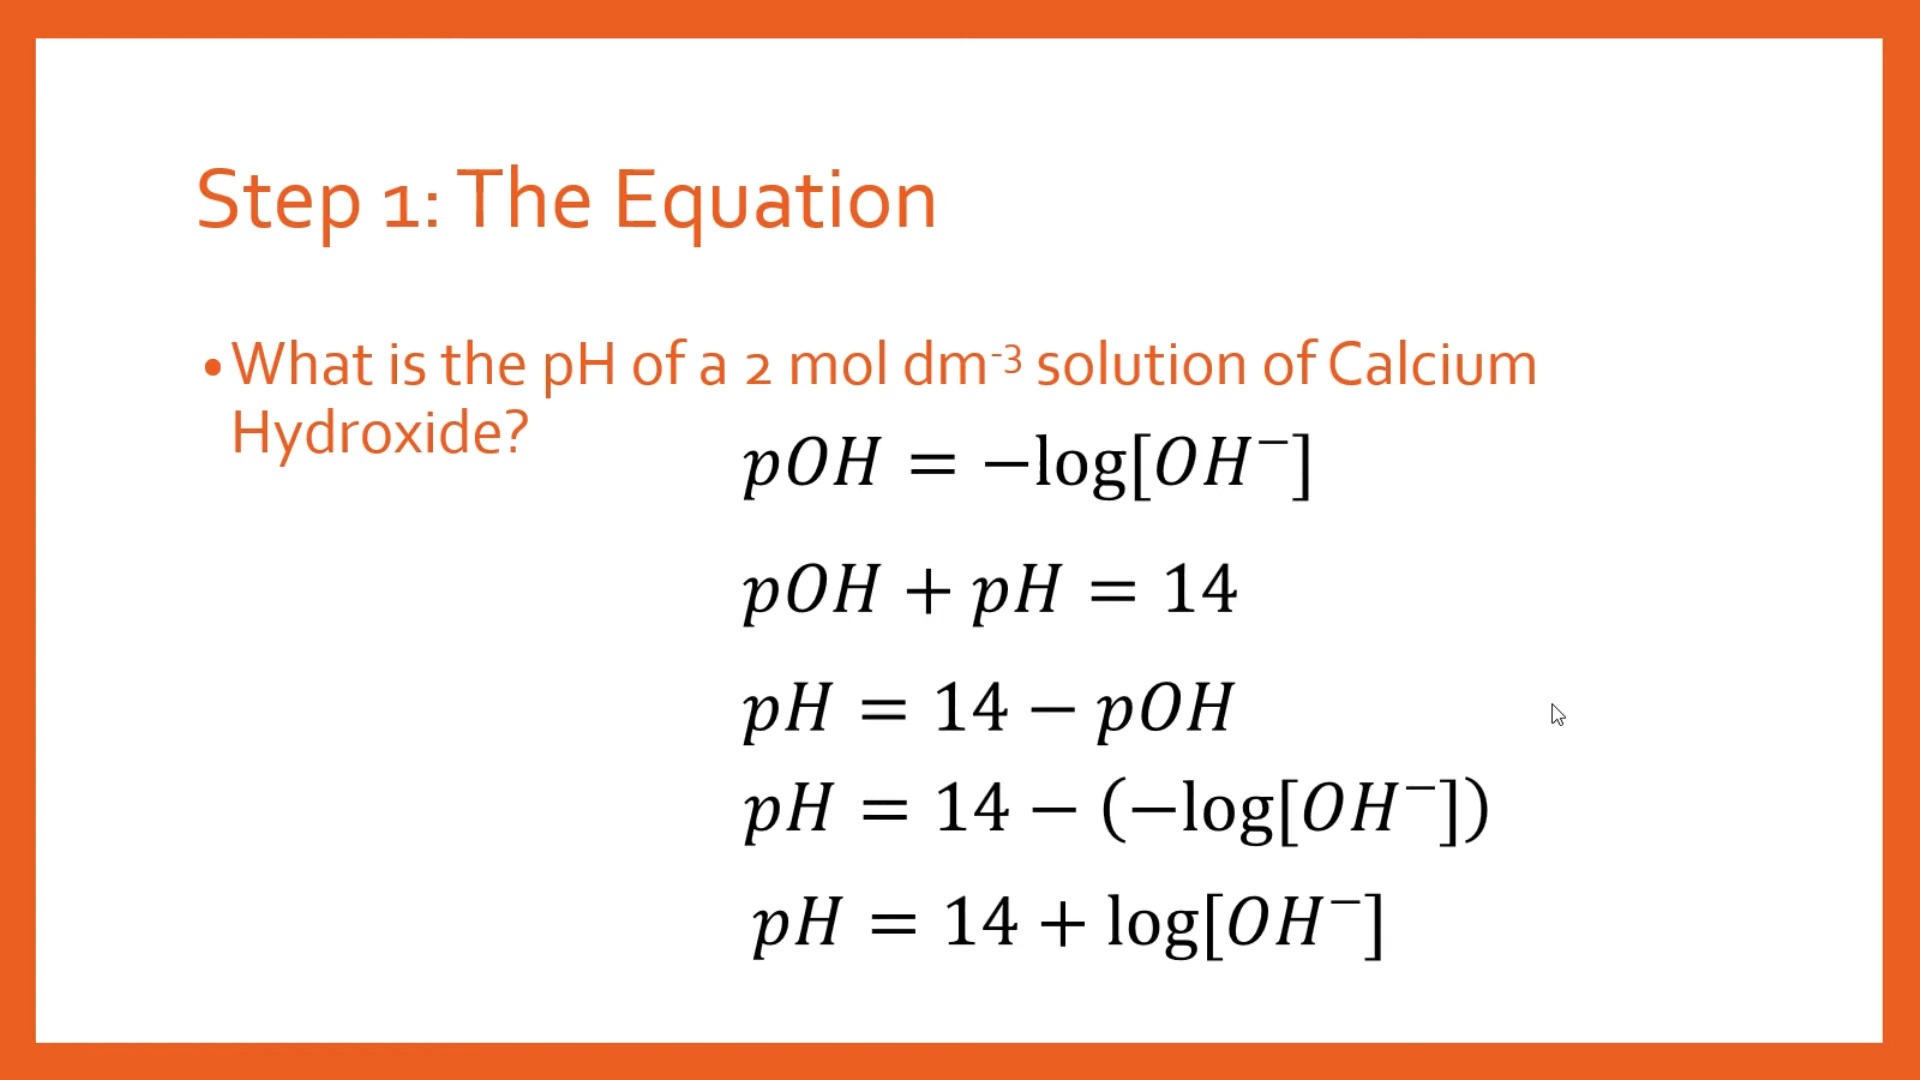 Step 1: The Equation
•What is the pH of a 2 mol dm⁻³ solution of Calcium
Hydroxide?
pOH = −log[OH⁻]
pOH + pH = 14
pH = 14 − pOH
pH = 14 − (−log[OH⁻])
pH = 14 + log[OH⁻]